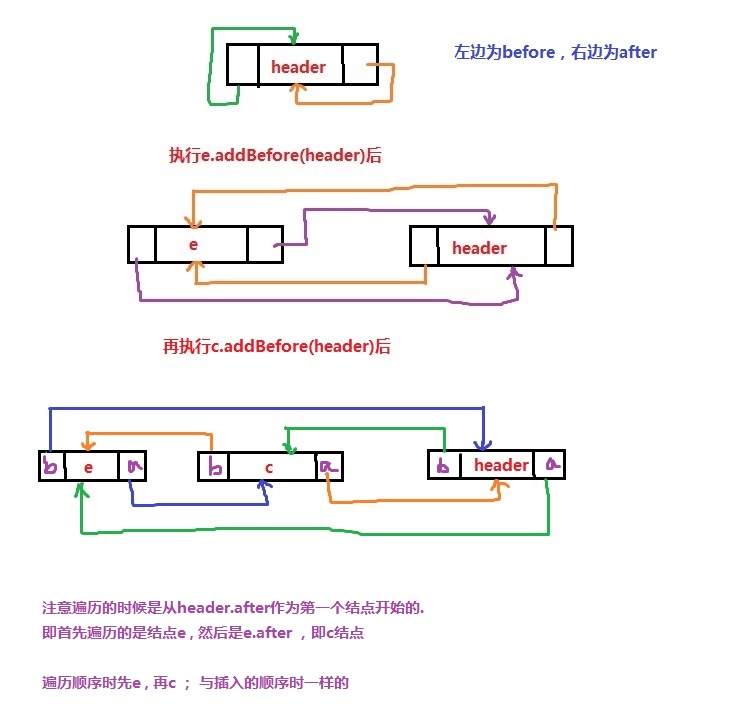 左边为before，右边为after
header
执行e.addBefore(header)后
e
header
再执行c.addBefore(header)后
b e a
b c a
b header a
注意遍历的时候是从header.after作为第一个结点开始的.
即首先遍历的是结点e , 然后是e.after ，即c结点
遍历顺序时先e , 再c ； 与插入的顺序时一样的